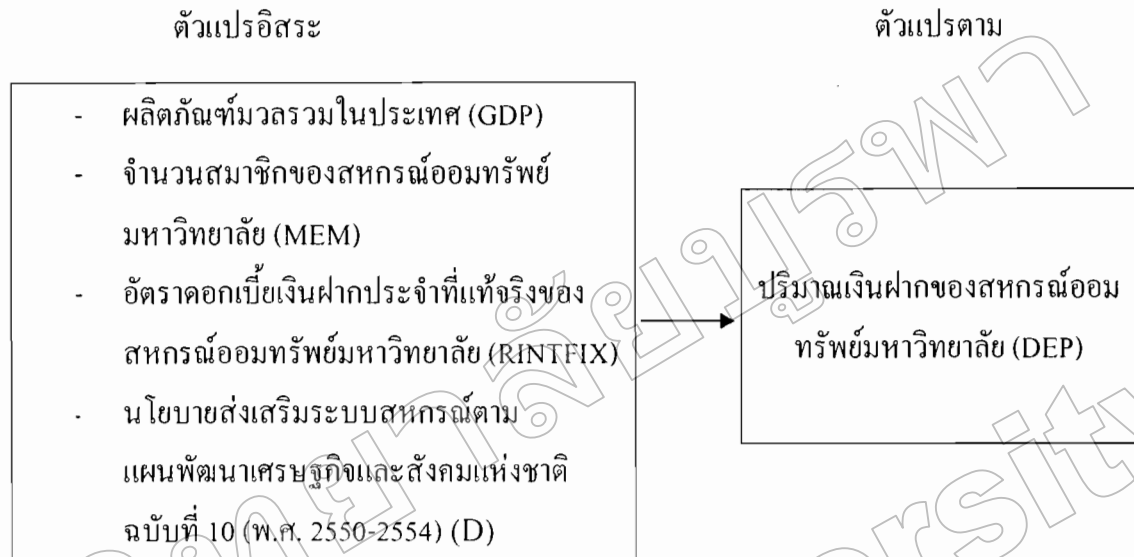 ตัวแปรอิสระ
ตัวแปรตาม
- ผลิตภัณฑ์มวลรวมในประเทศ (GDP)
- จำนวนสมาชิกของสหกรณ์ออมทรัพย์
มหาวิทยาลัย (MEM)
- อัตราดอกเบี้ยเงินฝากประจำที่แท้จริงของ
สหกรณ์ออมทรัพย์มหาวิทยาลัย (RINTFIX)
- นโยบายส่งเสริมระบบสหกรณ์ตาม
แผนพัฒนาเศรษฐกิจและสังคมแห่งชาติ
ฉบับที่ 10 (พ.ศ. 2550-2554) (D)
ปริมาณเงินฝากของสหกรณ์ออม
ทรัพย์มหาวิทยาลัย (DEP)